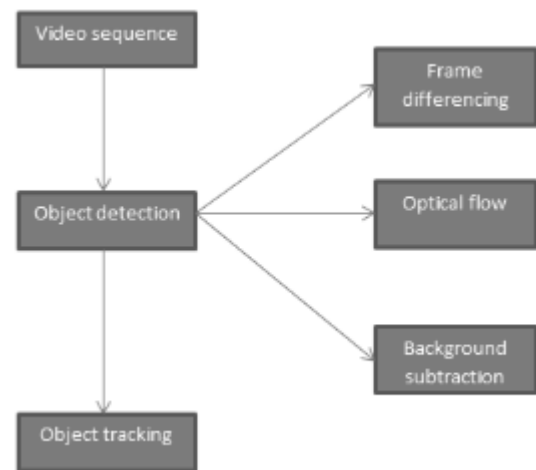 Video sequence
Frame
differencing
Object detection
Optical flow
Background
subtraction
Object tracking